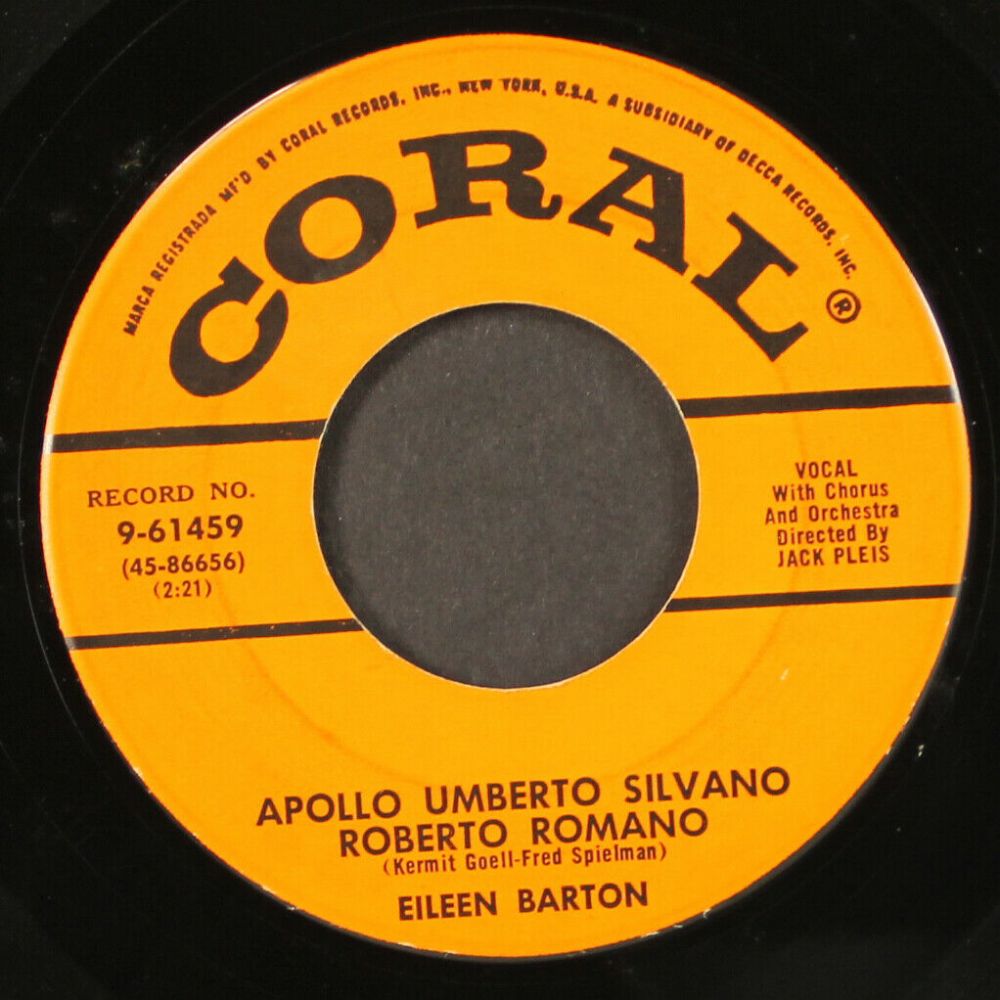 MARCA REGISTRADA MF'D BY CORAL RECORDS, INC., NEW YORK, U.S.A. A SUBSIDIARY OF DECCA RECORDS, INC.
CORAL®
RECORD NO.
9-61459
(45-86656)
(2:21)
VOCAL
With Chorus
And Orchestra
Directed By
JACK PLEIS
APOLLO UMBERTO SILVANO
ROBERTO ROMANO
(Kermit Goell-Fred Spielman)
EILEEN BARTON